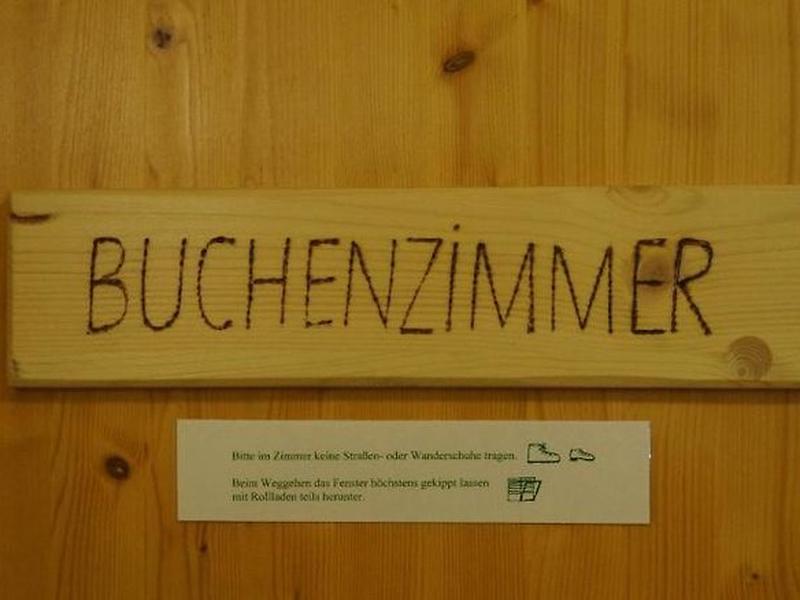 BUCHENZiMMER
Bitte im Zimmer keine Straßen- oder Wanderschuhe tragen.
Beim Weggehen das Fenster höchstens gekippt lassen
mit Rollladen teils herunter.